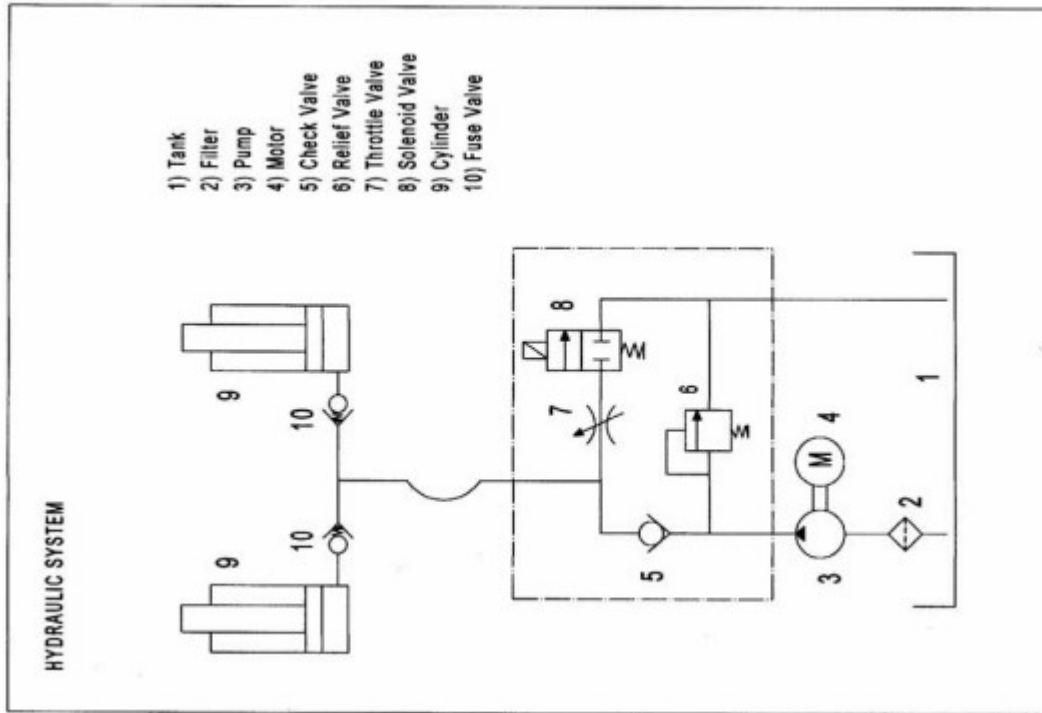 HYDRAULIC SYSTEM
1) Tank
2) Filter
3) Pump
4) Motor
5) Check Valve
6) Relief Valve
7) Throttle Valve
8) Solenoid Valve
9) Cylinder
10) Fuse Valve
9
9
10
10
8
7
6
5
M
4
3
2
1